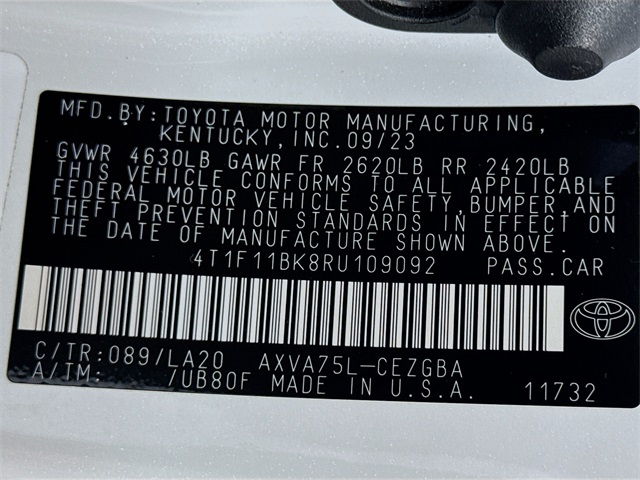 MFD.BY:TOYOTA MOTOR MANUFACTURING,
KENTUCKY,INC.09/23
GVWR 4630LB GAWR FR 2620LB RR 2420LB
THIS VEHICLE CONFORMS TO ALL APPLICABLE
FEDERAL MOTOR VEHICLE SAFETY,BUMPER,AND
THEFT PREVENTION STANDARDS IN EFFECT ON
THE DATE OF MANUFACTURE SHOWN ABOVE.
4T1F11BK8RU109092 PASS.CAR
C/TR:089/LA20 AXVA75L-CEZGBA
A/TM: /UB80F MADE IN U.S.A. 11732